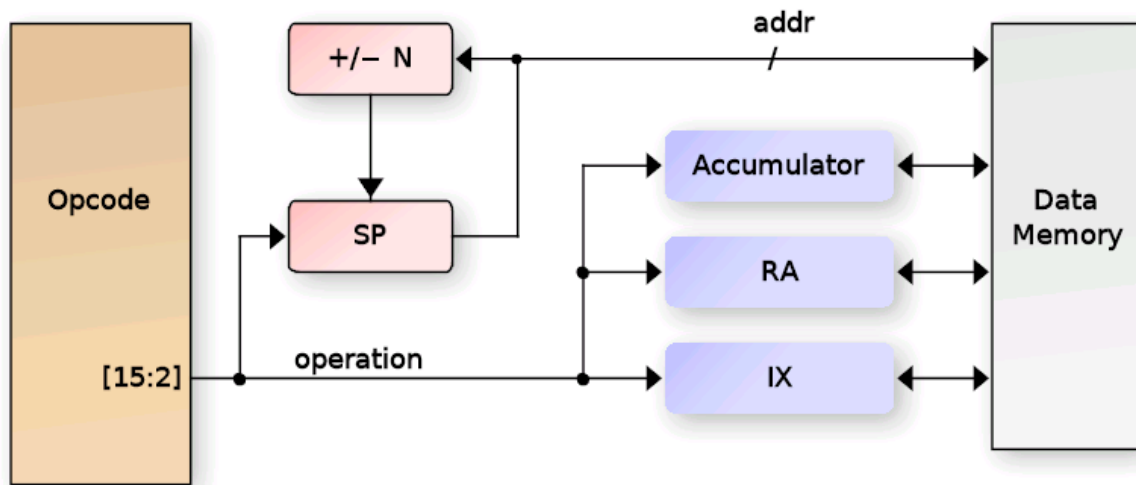 addr
+/− N
Accumulator
Opcode
Data
Memory
SP
RA
operation
[15:2]
IX